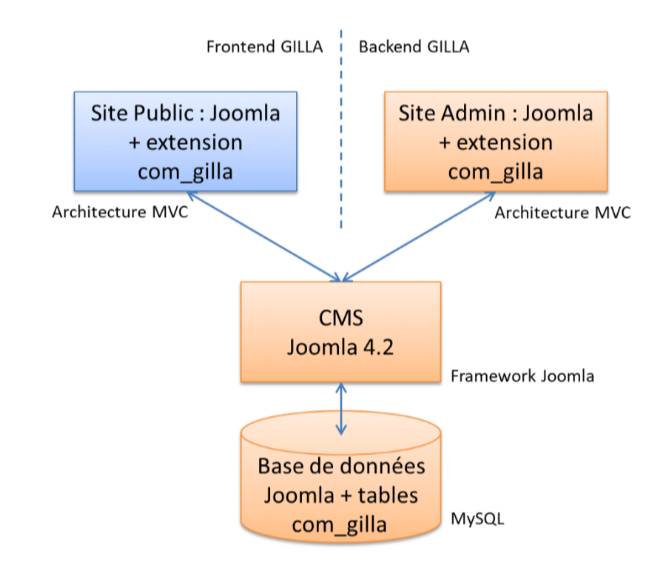 Frontend GILLA
Backend GILLA
Site Public : Joomla
+ extension
com_gilla
Site Admin : Joomla
+ extension
com_gilla
Architecture MVC
Architecture MVC
CMS
Joomla 4.2
Framework Joomla
Base de données
Joomla + tables
com_gilla
MySQL